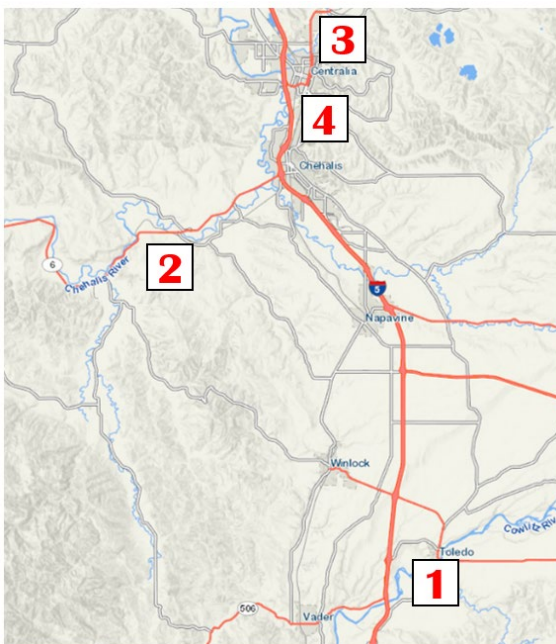 3
Centralia
4
Chehalis
2
6
Chehalis River
5
Napavine
Winlock
Cowlitz Riv
Toledo
1
506
Vader